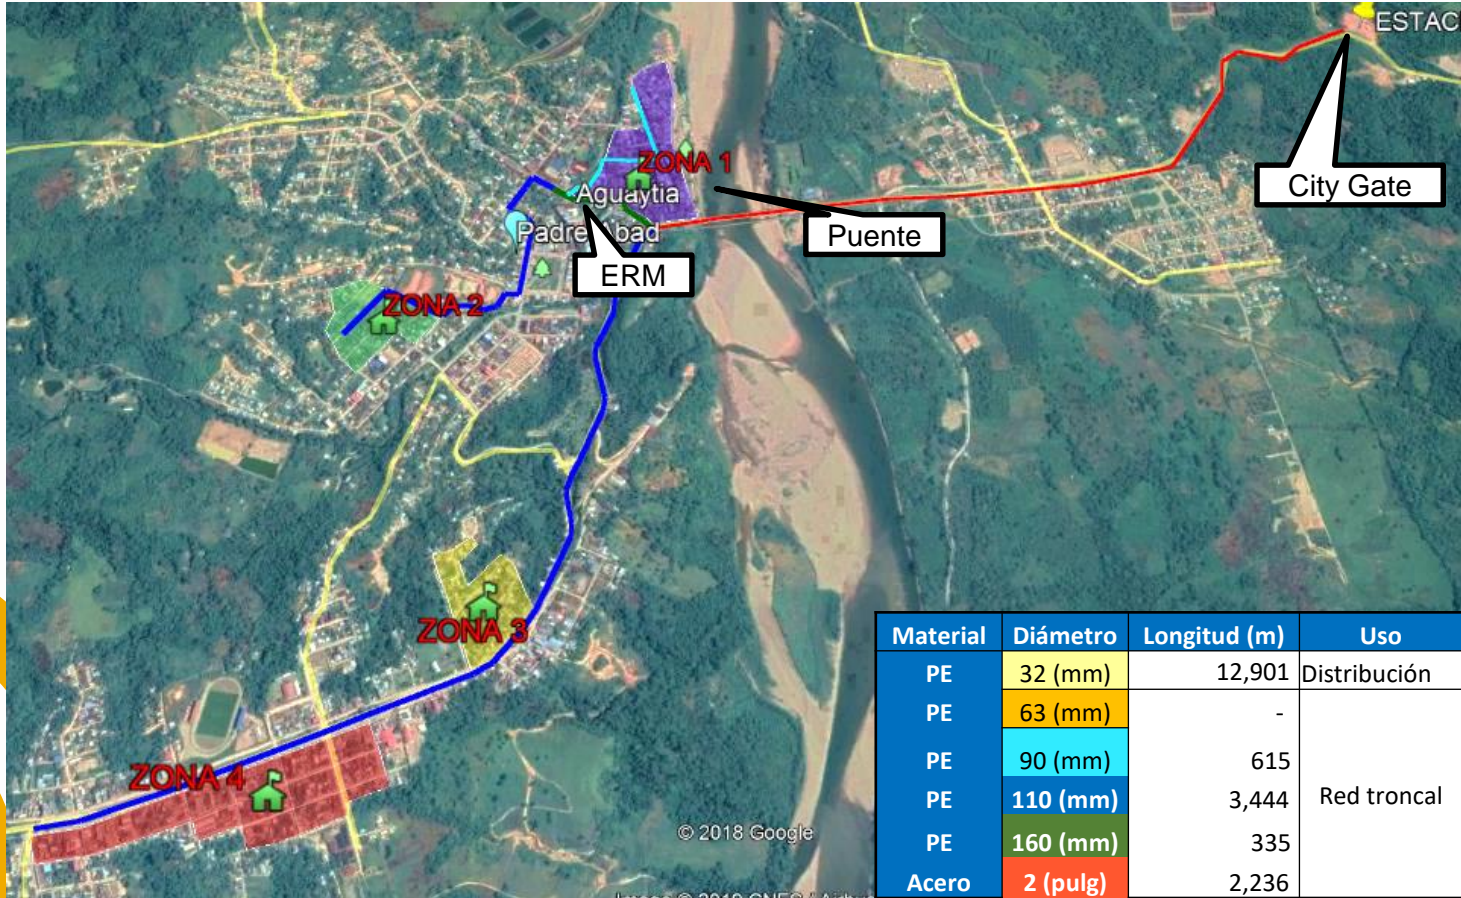 ESTAC
ZONA 1
City Gate
Aguaytia
Padre Abad
Puente
ERM
ZONA 2
ZONA 3
ZONA 4
© 2018 Google
Material Diámetro Longitud (m) Uso
PE 32 (mm) 12,901 Distribución
PE 63 (mm) -
PE 90 (mm) 615
PE 110 (mm) 3,444 Red troncal
PE 160 (mm) 335
Acero 2 (pulg) 2,236